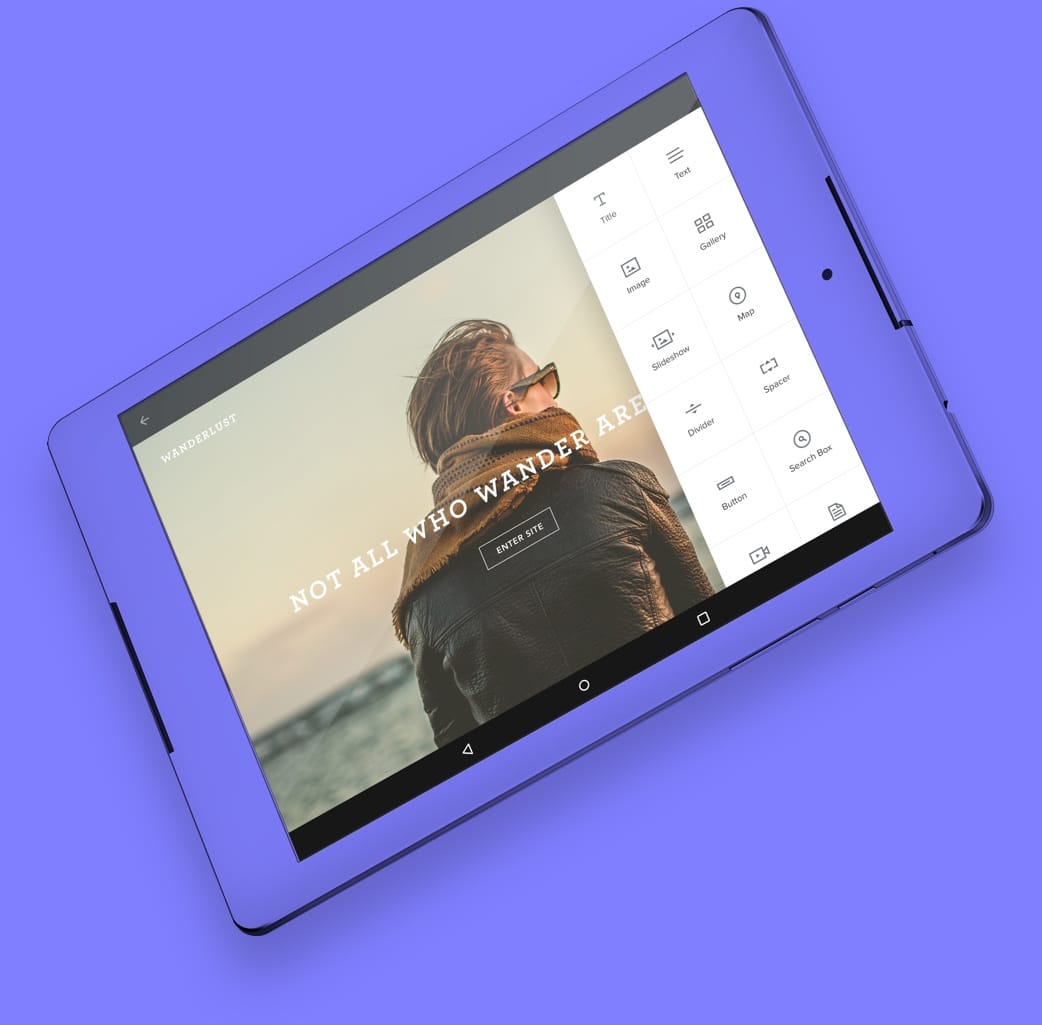 WANDERLUST
NOT ALL WHO WANDER ARE
ENTER SITE
Title
Text
Image
Gallery
Slideshow
Map
Divider
Spacer
Button
Search Box